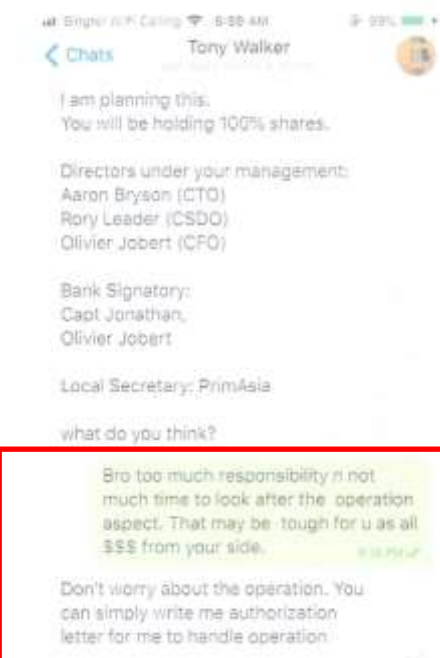 Singtel WiFi Calling
99%
Chats
Tony Walker
I am planning this.
You will be holding 100% shares.
Directors under your management:
Aaron Bryson (CTO)
Rory Leader (CSDO)
Olivier Jobert (CFO)
Bank Signatory:
Capt Jonathan,
Olivier Jobert
Local Secretary: PrimAsia
what do you think?
Bro too much responsibility n not
much time to look after the operation
aspect. That may be tough for u as all
$$$ from your side.
Don't worry about the operation. You
can simply write me authorization
letter for me to handle operation